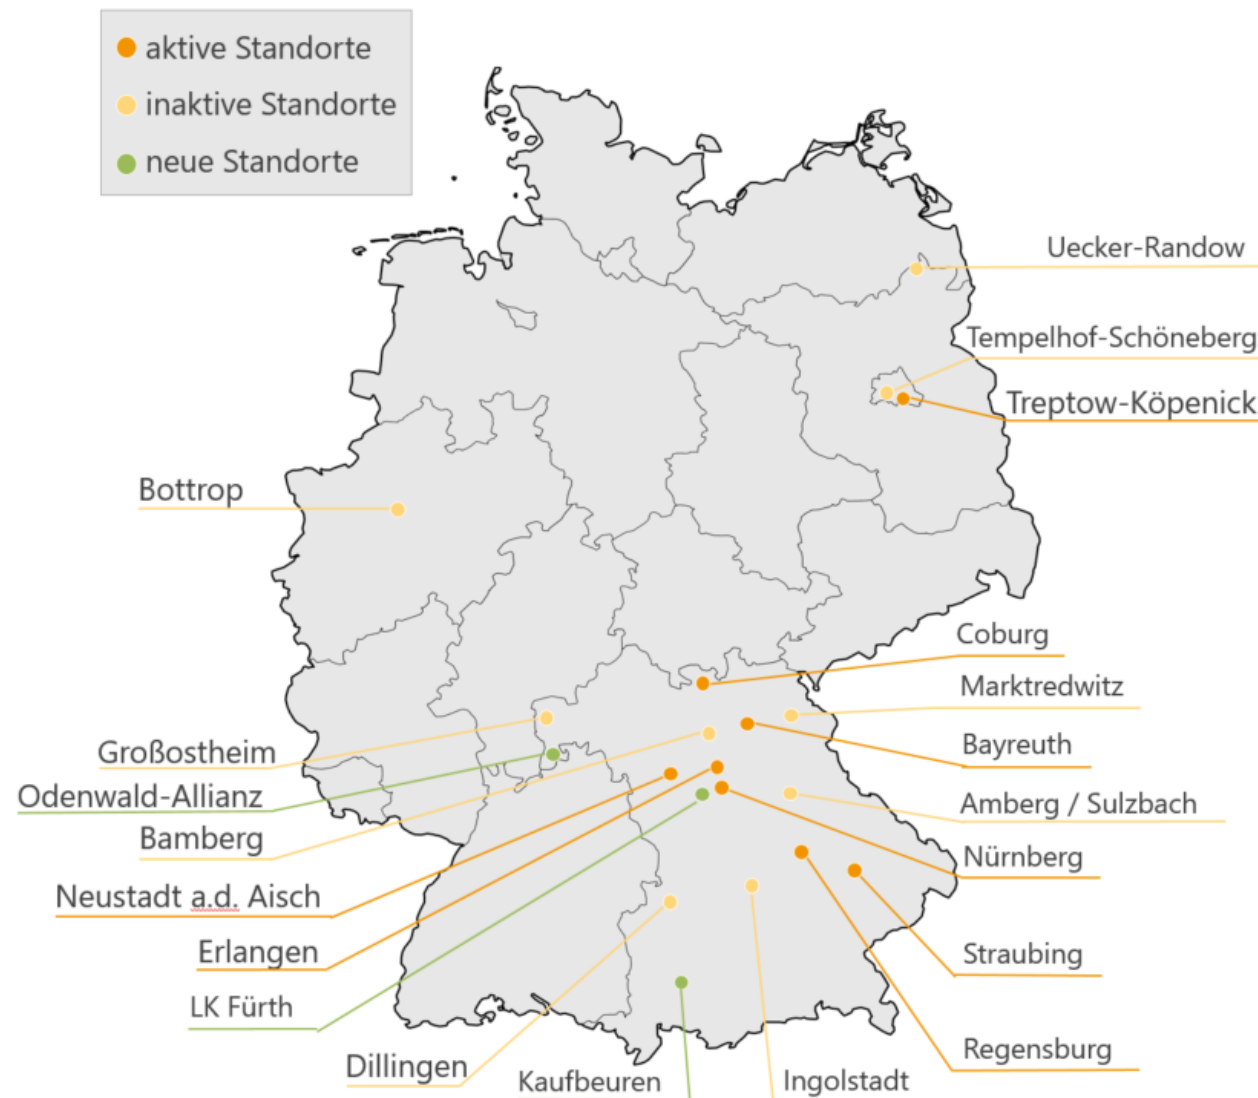 aktive Standorte
inaktive Standorte
neue Standorte
Uecker-Randow
Tempelhof-Schöneberg
Treptow-Köpenick
Bottrop
Coburg
Marktredwitz
Großostheim
Bayreuth
Odenwald-Allianz
Amberg / Sulzbach
Bamberg
Nürnberg
Neustadt a.d. Aisch
Erlangen
Straubing
LK Fürth
Regensburg
Dillingen
Kaufbeuren
Ingolstadt